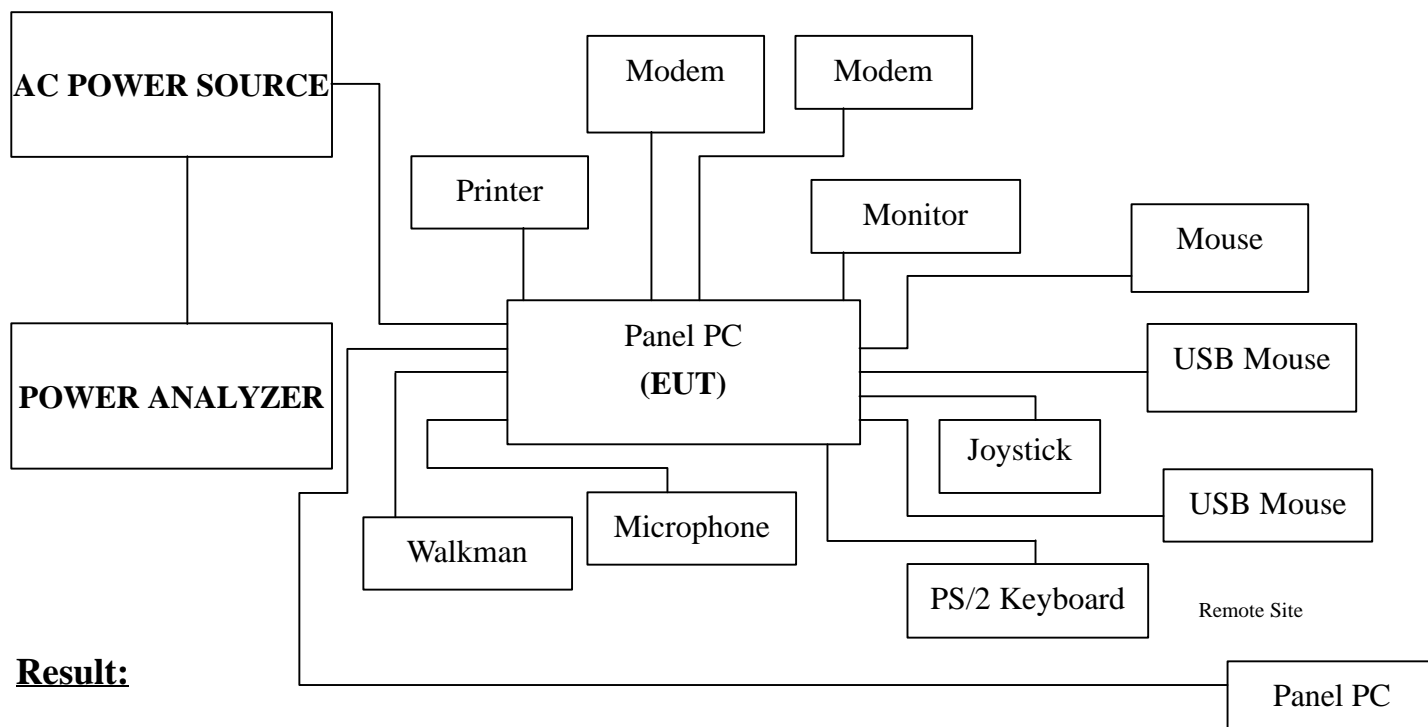 AC POWER SOURCE
Modem
Modem
Printer
Monitor
Mouse
POWER ANALYZER
Panel PC
(EUT)
USB Mouse
Joystick
USB Mouse
Microphone
Walkman
PS/2 Keyboard
Remote Site
Result:
Panel PC